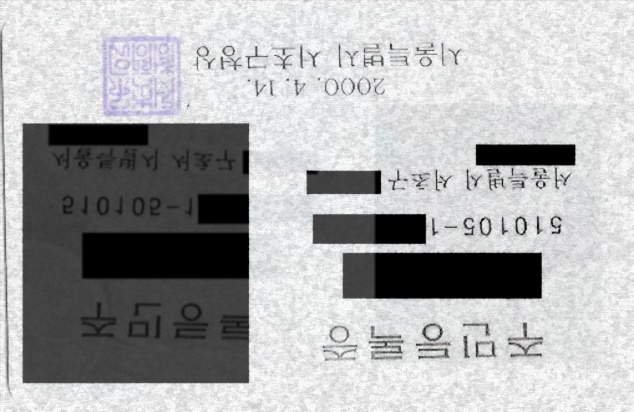 주민등록증
510105-1
서울특별시 서초구
2000. 4. 14.
서울특별시 서초구청장
주민등록
510105-1
서울특별시 서초구